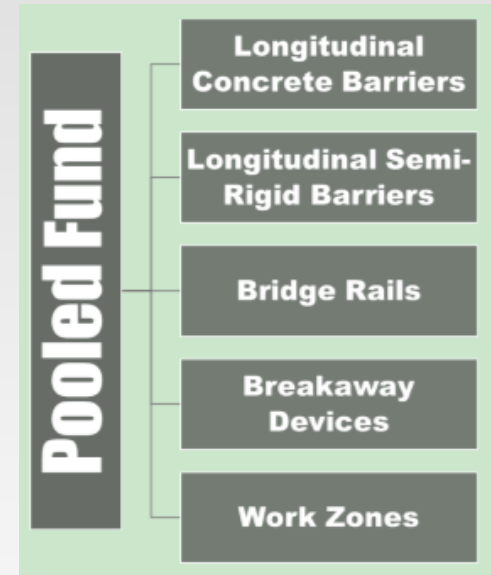 Pooled Fund
Longitudinal
Concrete Barriers
Longitudinal Semi-
Rigid Barriers
Bridge Rails
Breakaway
Devices
Work Zones